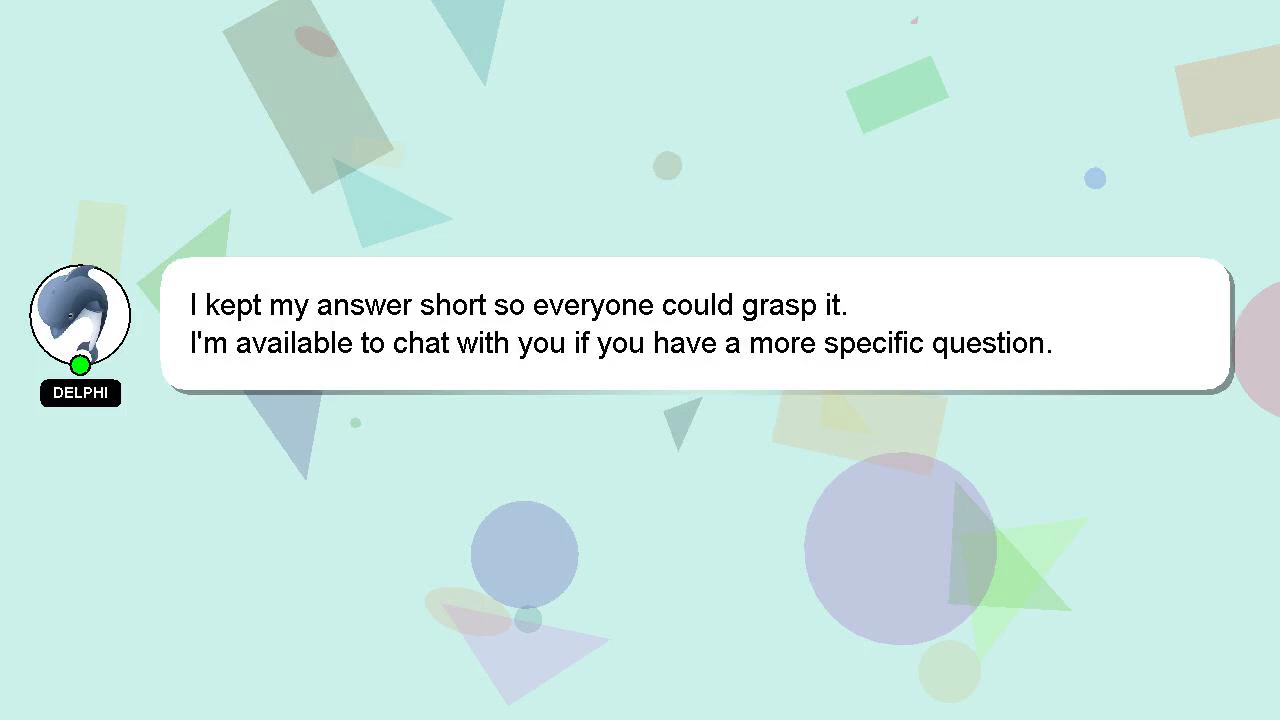 I kept my answer short so everyone could grasp it.
I'm available to chat with you if you have a more specific question.
DELPHI